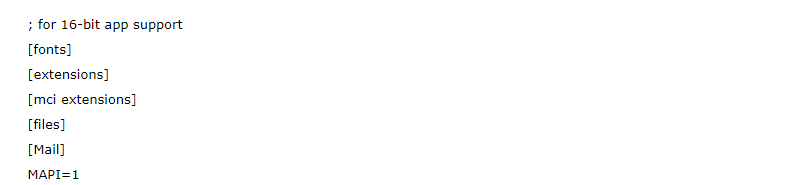 ; for 16-bit app support
[fonts]
[extensions]
[mci extensions]
[files]
[Mail]
MAPI=1